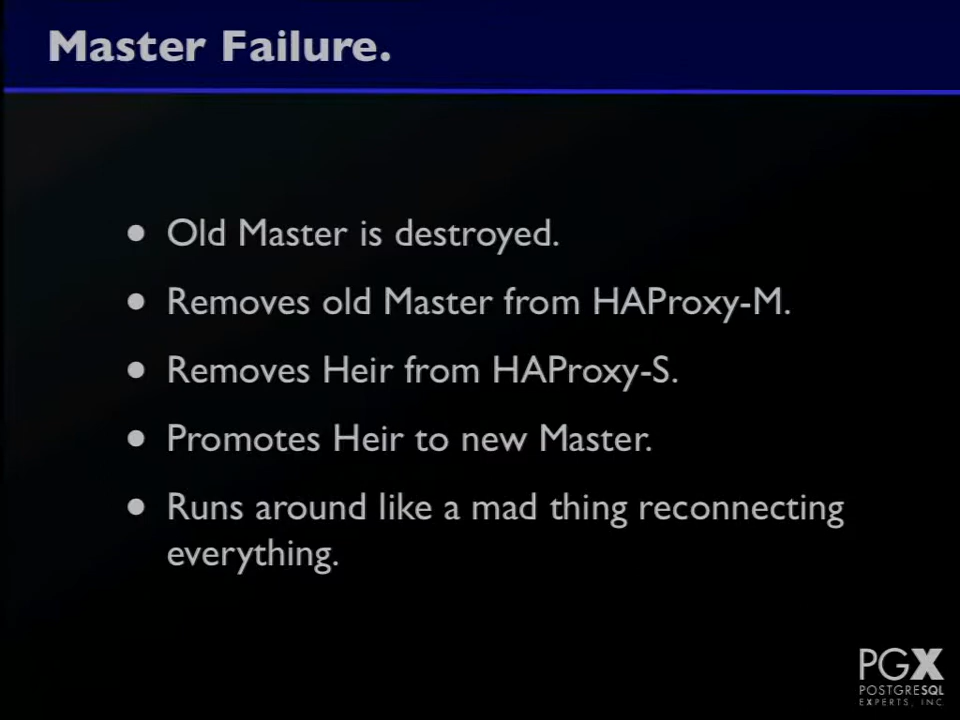 Master Failure.
• Old Master is destroyed.
• Removes old Master from HAProxy-M.
• Removes Heir from HAProxy-S.
• Promotes Heir to new Master.
• Runs around like a mad thing reconnecting
everything.
PGX
POSTGRESQL
EXPERTS, INC.